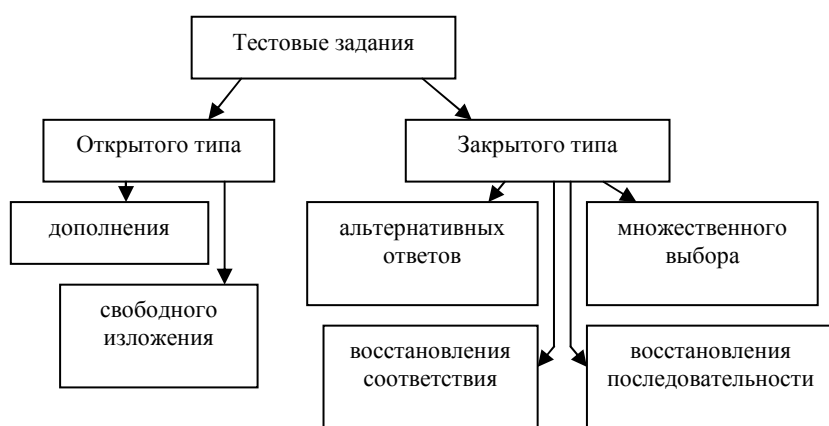 Тестовые задания
Открытого типа
Закрытого типа
дополнения
альтернативных
ответов
множественного
выбора
свободного
изложения
восстановления
соответствия
восстановления
последовательности